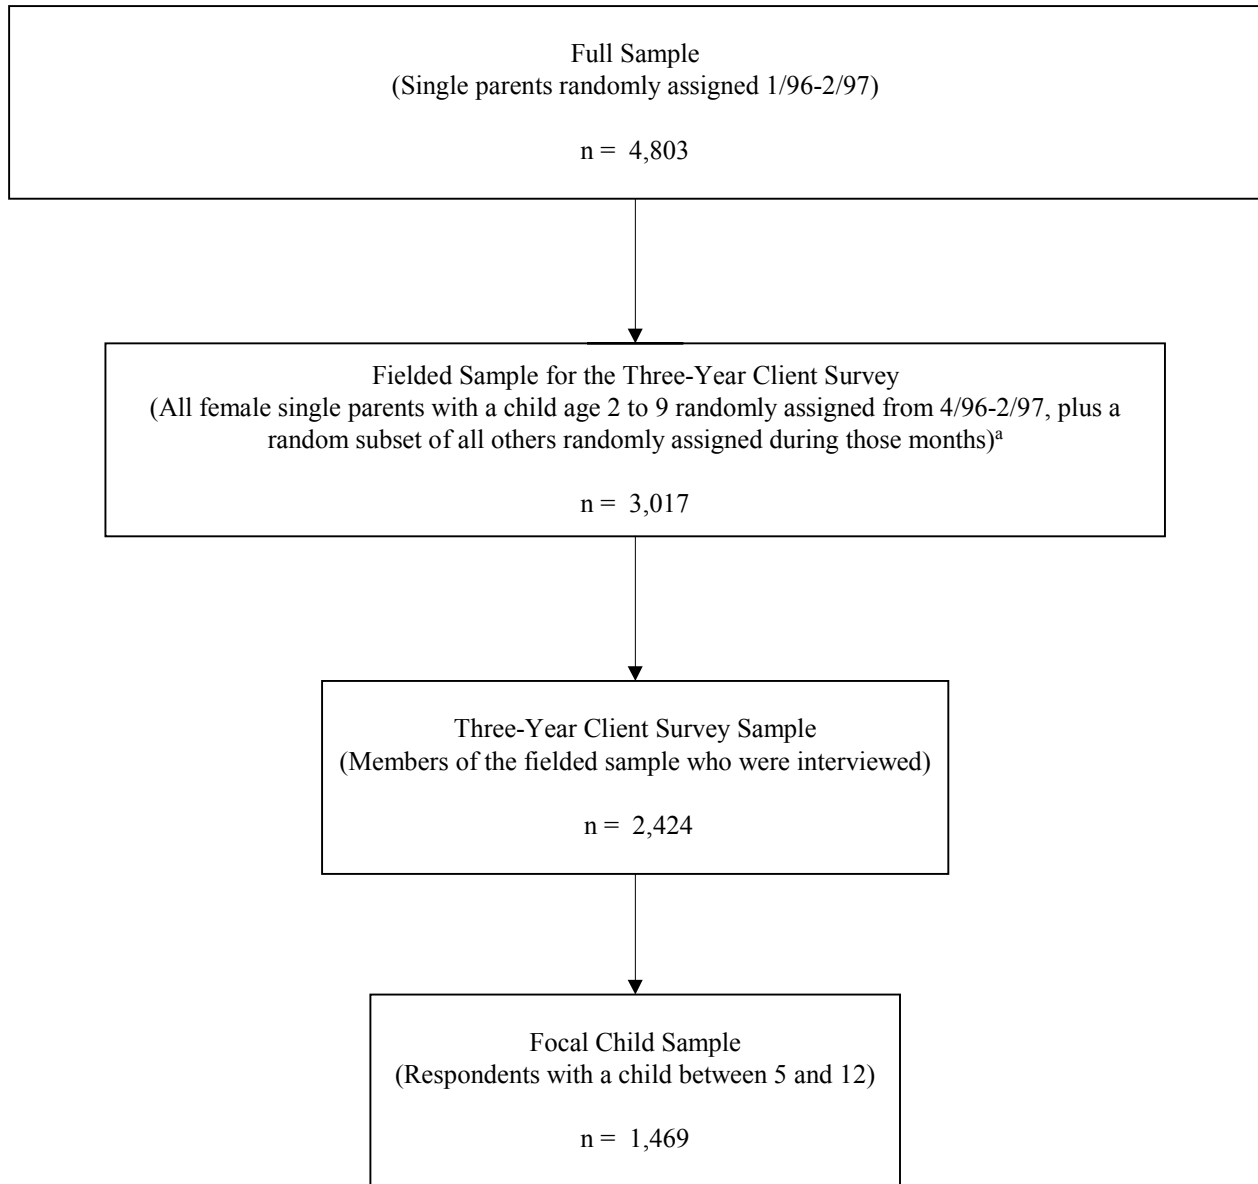 Full Sample
(Single parents randomly assigned 1/96-2/97)
n = 4,803
Fielded Sample for the Three-Year Client Survey
(All female single parents with a child age 2 to 9 randomly assigned from 4/96-2/97, plus a
random subset of all others randomly assigned during those months)ᵃ
n = 3,017
Three-Year Client Survey Sample
(Members of the fielded sample who were interviewed)
n = 2,424
Focal Child Sample
(Respondents with a child between 5 and 12)
n = 1,469